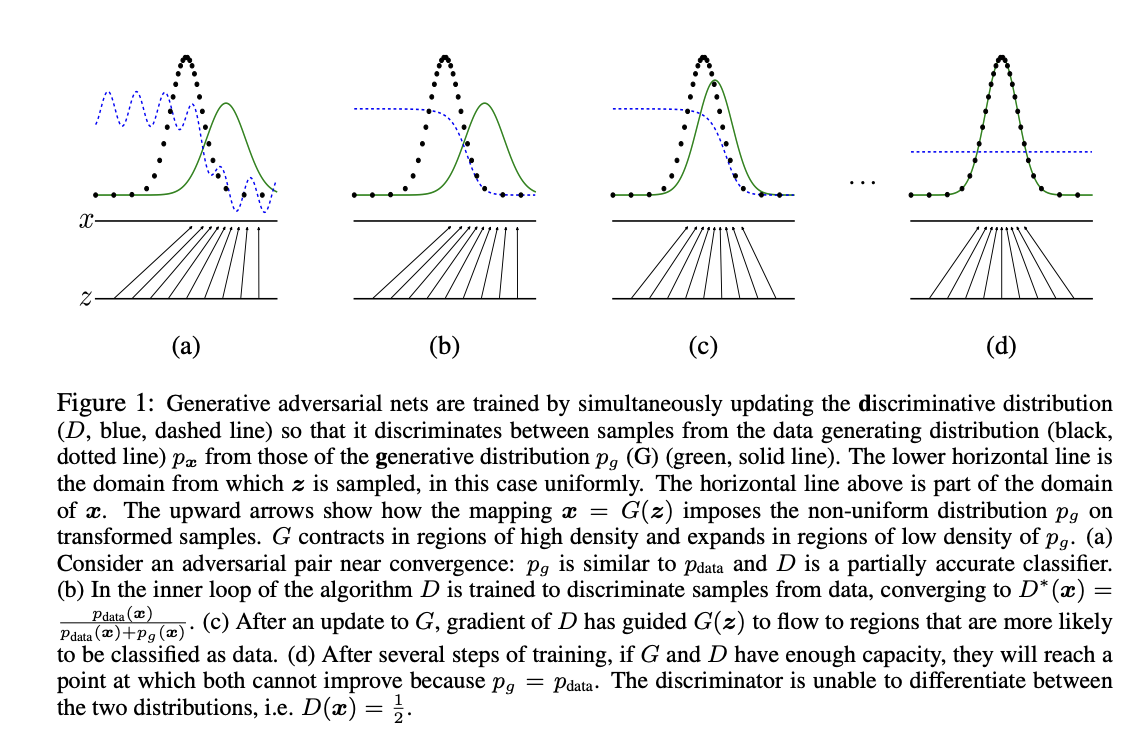 ...
x
z
(a)
(b)
(c)
(d)
Figure 1: Generative adversarial nets are trained by simultaneously updating the discriminative distribution
(D, blue, dashed line) so that it discriminates between samples from the data generating distribution (black,
dotted line) pₓ from those of the generative distribution p_g (G) (green, solid line). The lower horizontal line is
the domain from which z is sampled, in this case uniformly. The horizontal line above is part of the domain
of x. The upward arrows show how the mapping x = G(z) imposes the non-uniform distribution p_g on
transformed samples. G contracts in regions of high density and expands in regions of low density of p_g. (a)
Consider an adversarial pair near convergence: p_g is similar to p_data and D is a partially accurate classifier.
(b) In the inner loop of the algorithm D is trained to discriminate samples from data, converging to D*(x) =
p_data(x) / (p_data(x)+p_g(x)). (c) After an update to G, gradient of D has guided G(z) to flow to regions that are more likely
to be classified as data. (d) After several steps of training, if G and D have enough capacity, they will reach a
point at which both cannot improve because p_g = p_data. The discriminator is unable to differentiate between
the two distributions, i.e. D(x) = 1/2.